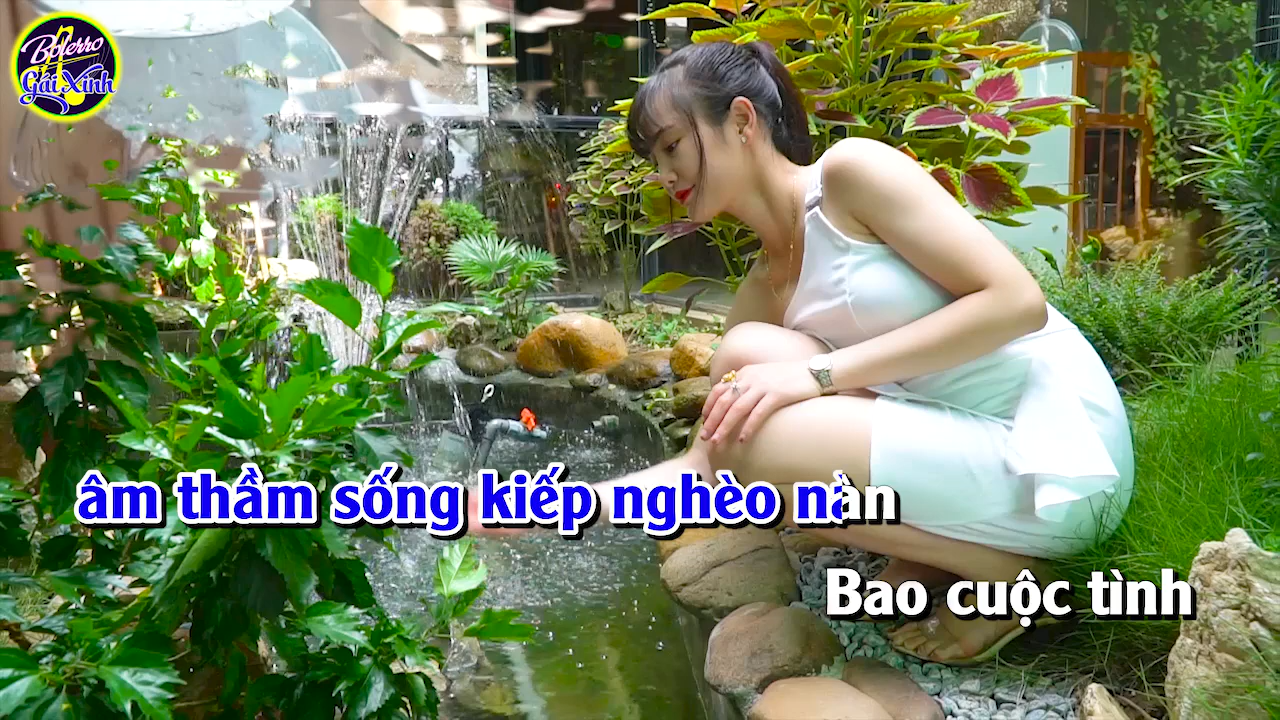 Bolerro
Gái Xinh
âm thầm sống kiếp nghèo nàn
Bao cuộc tình